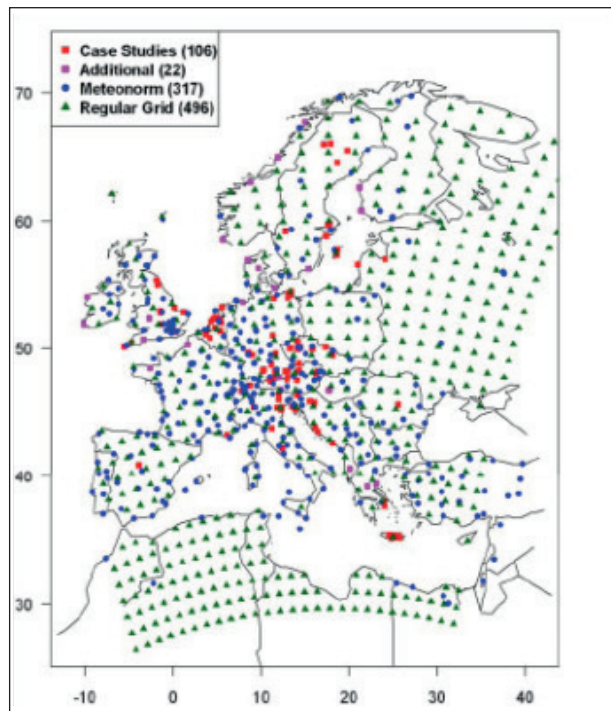 Case Studies (106)
Additional (22)
Meteonorm (317)
Regular Grid (496)
70
60
50
40
30
-10 0 10 20 30 40